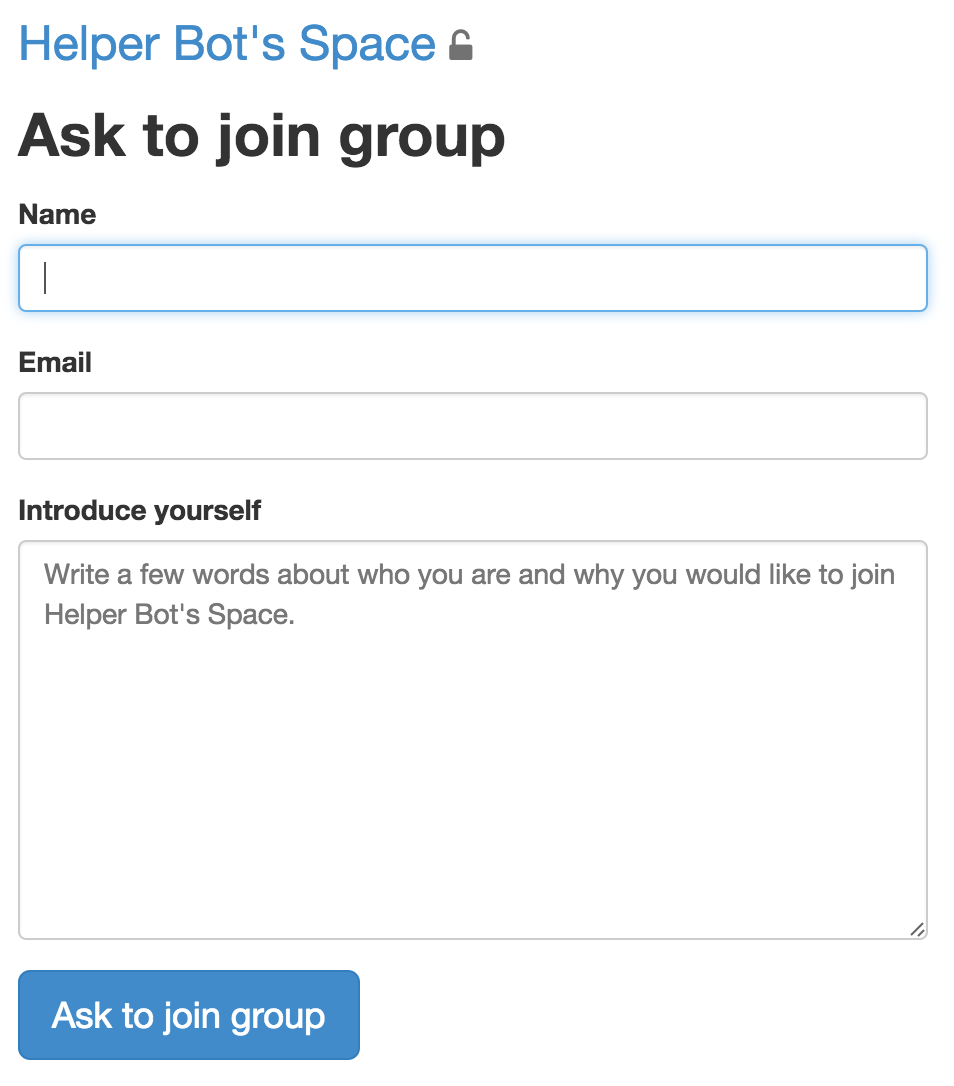 Helper Bot's Space
Ask to join group
Name
Email
Introduce yourself
Write a few words about who you are and why you would like to join
Helper Bot's Space.
Ask to join group